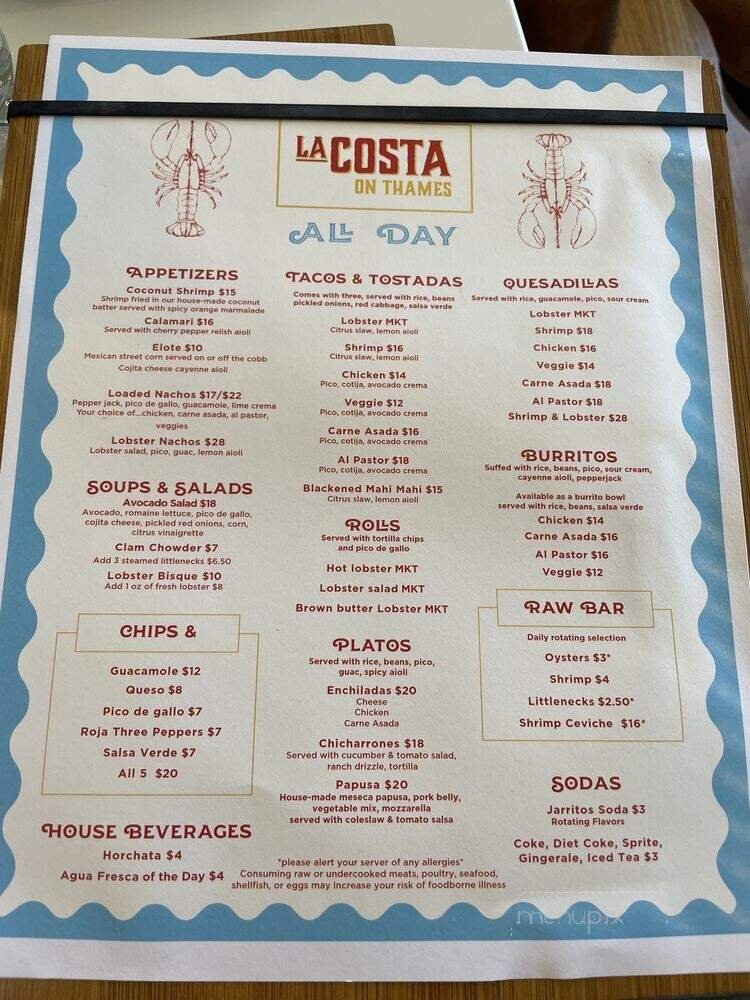 LA COSTA
ON THAMES
ALL DAY
APPETIZERS
Coconut Shrimp $15
Shrimp fried in our house-made coconut
batter served with spicy orange marmalade
Calamari $16
Served with cherry pepper relish aioli
Elote $10
Mexican street corn served on or off the cobb
Cojita cheese cayenne aioli
Loaded Nachos $17/$22
Pepper jack, pico de gallo, guacamole, lime crema
Your choice of...chicken, carne asada, al pastor,
veggies
Lobster Nachos $28
Lobster salad, pico, guac, lemon aioli
SOUPS & SALADS
Avocado Salad $18
Avocado, romaine lettuce, pico de gallo,
cojita cheese, pickled red onions, corn,
citrus vinaigrette
Clam Chowder $7
Add 3 steamed littlenecks $6.50
Lobster Bisque $10
Add 1 oz of fresh lobster $8
CHIPS &
Guacamole $12
Queso $8
Pico de gallo $7
Roja Three Peppers $7
Salsa Verde $7
All 5 $20
HOUSE BEVERAGES
Horchata $4
Agua Fresca of the Day $4
TACOS & TOSTADAS
Comes with three, served with rice, beans
pickled onions, red cabbage, salsa verde
Lobster MKT
Citrus slaw, lemon aioli
Shrimp $16
Citrus slaw, lemon aioli
Chicken $14
Pico, cotija, avocado crema
Veggie $12
Pico, cotija, avocado crema
Carne Asada $16
Pico, cotija, avocado crema
Al Pastor $18
Pico, cotija, avocado crema
Blackened Mahi Mahi $15
Citrus slaw, lemon aioli
ROLLS
Served with tortilla chips
and pico de gallo
Hot lobster MKT
Lobster salad MKT
Brown butter Lobster MKT
PLATOS
Served with rice, beans, pico,
guac, spicy aioli
Enchiladas $20
Cheese
Chicken
Carne Asada
Chicharrones $18
Served with cucumber & tomato salad,
ranch drizzle, tortilla
Papusa $20
House-made meseca papusa, pork belly,
vegetable mix, mozzarella
served with coleslaw & tomato salsa
QUESADILLAS
Served with rice, guacamole, pico, sour cream
Lobster MKT
Shrimp $18
Chicken $16
Veggie $14
Carne Asada $18
Al Pastor $18
Shrimp & Lobster $28
BURRITOS
Suffed with rice, beans, pico, sour cream,
cayenne aioli, pepperjack
Available as a burrito bowl
served with rice, beans, salsa verde
Chicken $14
Carne Asada $16
Al Pastor $16
Veggie $12
RAW BAR
Daily rotating selection
Oysters $3*
Shrimp $4
Littlenecks $2.50*
Shrimp Ceviche $16*
SODAS
Jarritos Soda $3
Rotating Flavors
Coke, Diet Coke, Sprite,
Gingerale, Iced Tea $3
*please alert your server of any allergies*
Consuming raw or undercooked meats, poultry, seafood,
shellfish, or eggs may increase your risk of foodborne illness
menupix